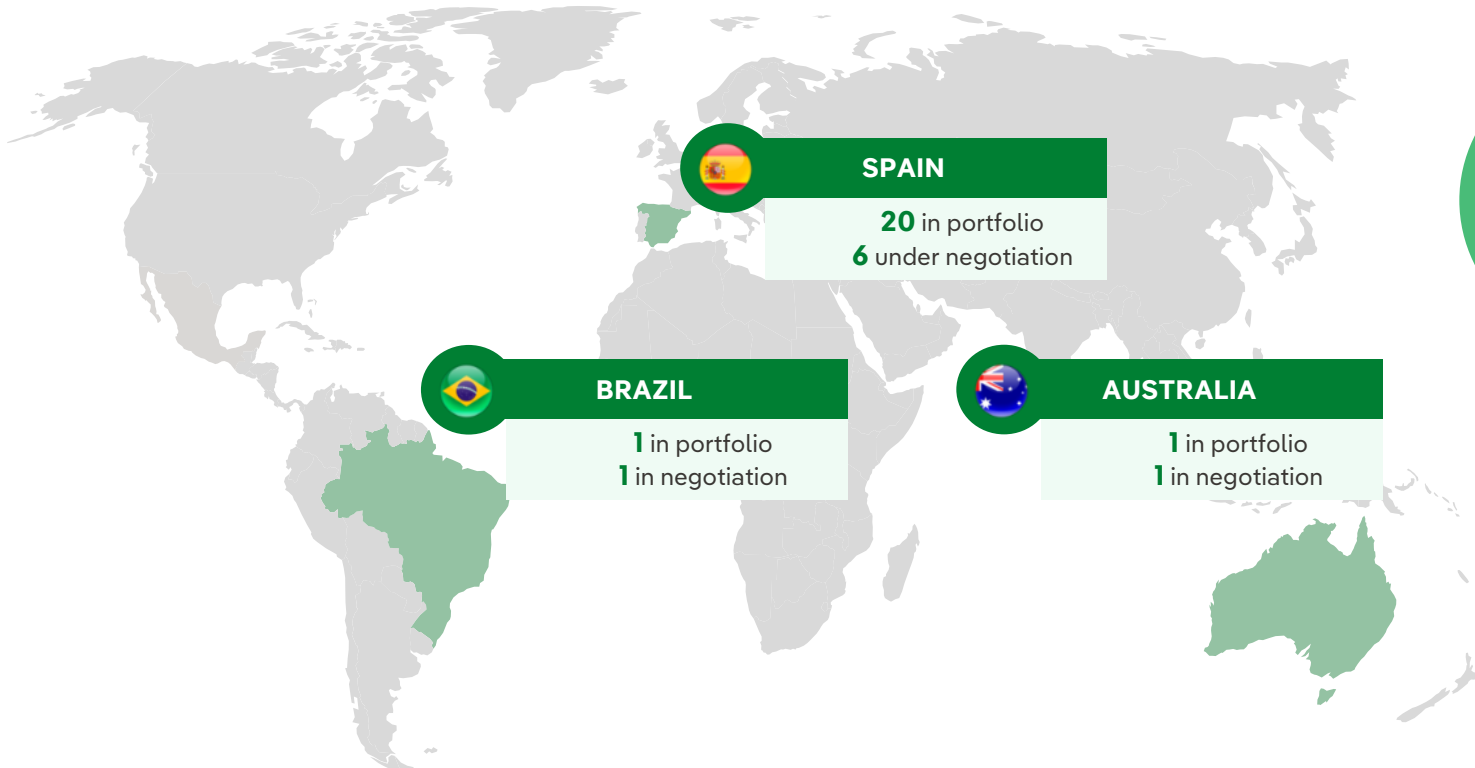 SPAIN
20 in portfolio
6 under negotiation
BRAZIL
1 in portfolio
1 in negotiation
AUSTRALIA
1 in portfolio
1 in negotiation